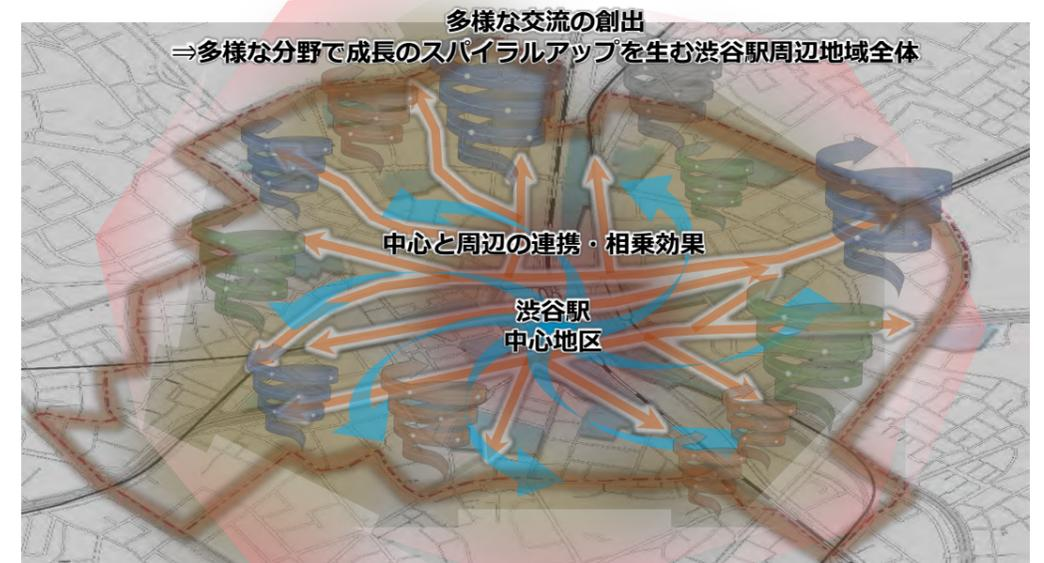 多様な交流の創出
⇒多様な分野で成長のスパイラルアップを生む渋谷駅周辺地域全体
中心と周辺の連携・相乗効果
渋谷駅
中心地区